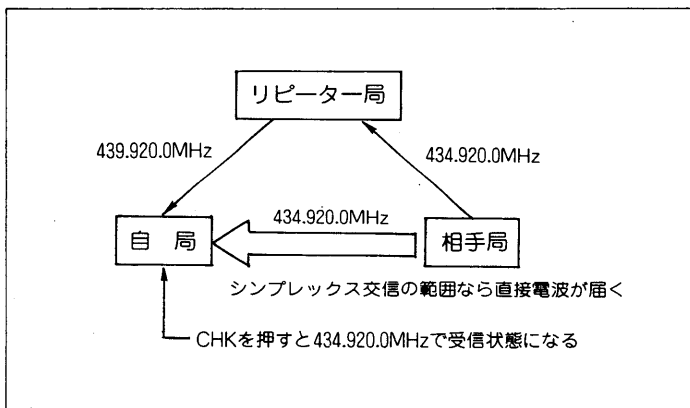 リピーター局
439.920.0MHz
434.920.0MHz
434.920.0MHz
自 局
相手局
シンプレックス交信の範囲なら直接電波が届く
CHKを押すと434.920.0MHzで受信状態になる